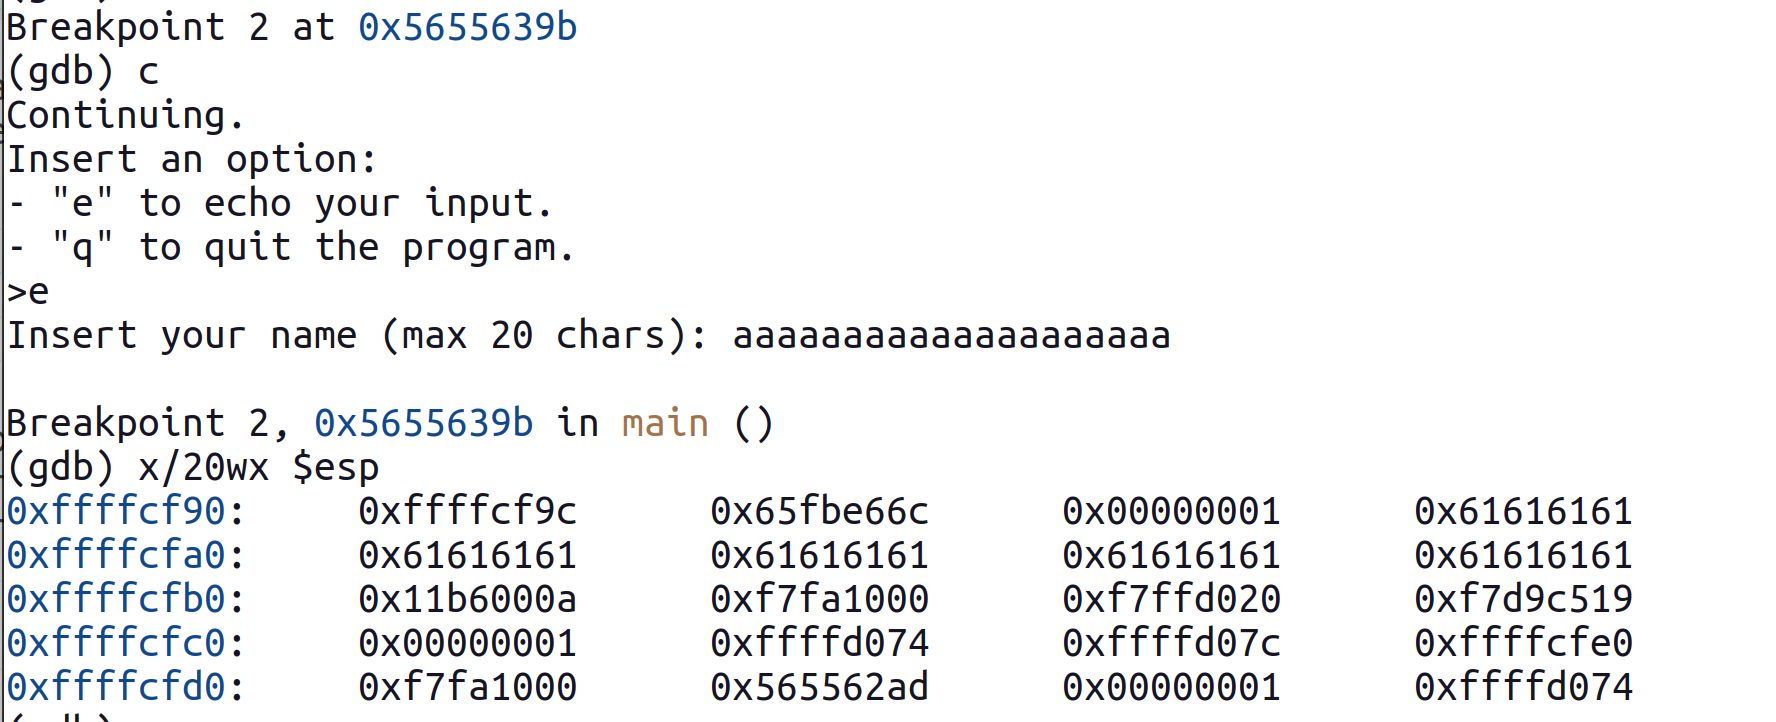 Breakpoint 2 at 0x5655639b
(gdb) c
Continuing.
Insert an option:
- "e" to echo your input.
- "q" to quit the program.
>e
Insert your name (max 20 chars): aaaaaaaaaaaaaaaaaaaa
Breakpoint 2, 0x5655639b in main ()
(gdb) x/20wx $esp
0xffffcf90: 0xffffcf9c 0x65fbe66c 0x00000001 0x61616161
0xffffcfa0: 0x61616161 0x61616161 0x61616161 0x61616161
0xffffcfb0: 0x11b6000a 0xf7fa1000 0xf7ffd020 0xf7d9c519
0xffffcfc0: 0x00000001 0xffffd074 0xffffd07c 0xffffcfe0
0xffffcfd0: 0xf7fa1000 0x565562ad 0x00000001 0xffffd074